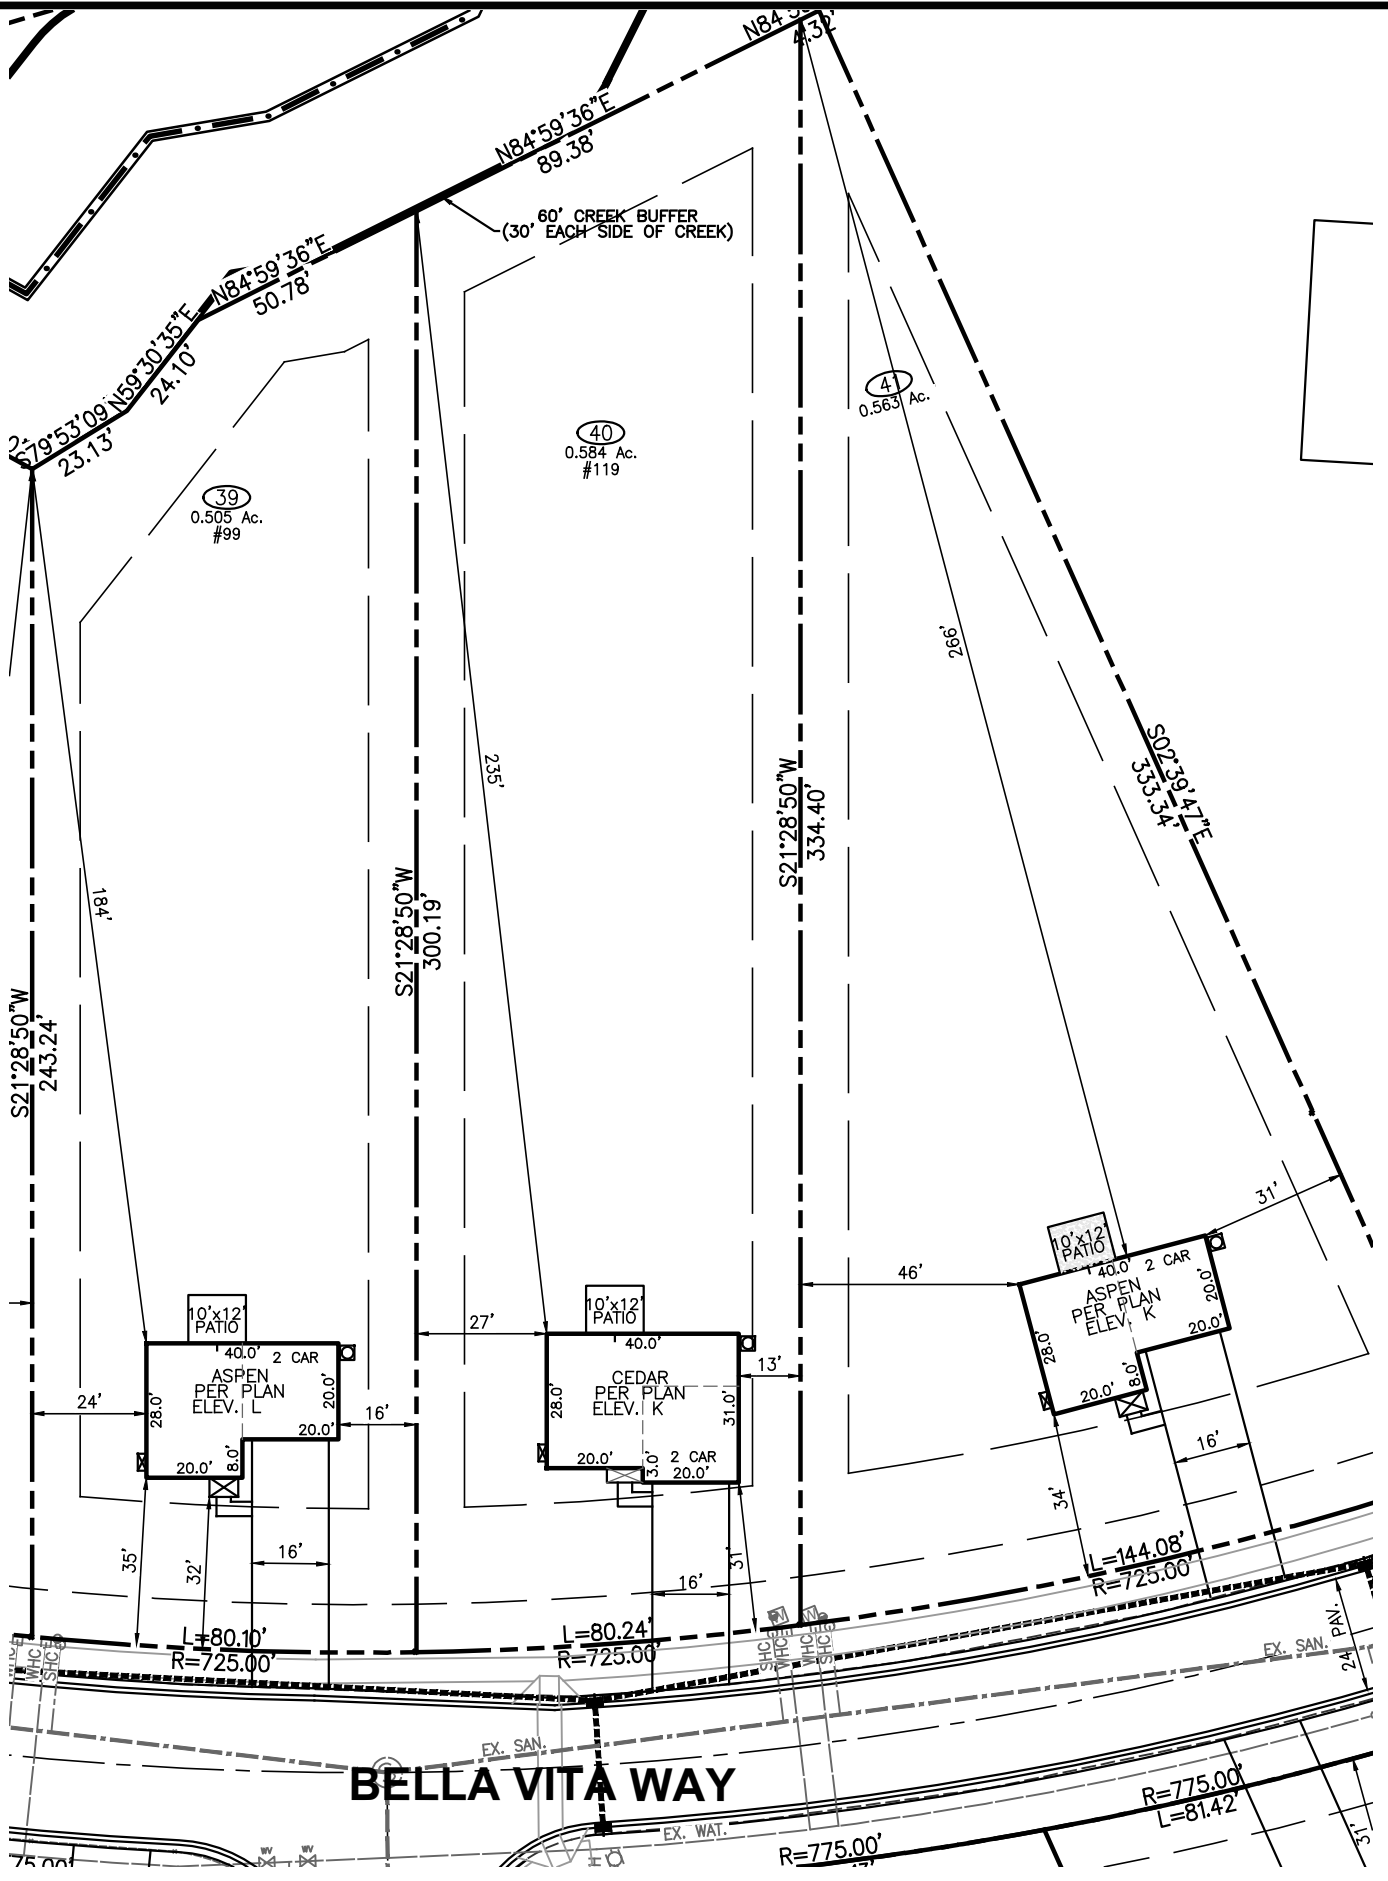 4.32'
N84°59'36"E
89.38'
60' CREEK BUFFER
(30' EACH SIDE OF CREEK)
N84°59'36"E
50.78'
N59°30'35"E
24.10'
S79°53'09
23.13'
41
0.563 Ac.
40
0.584 Ac.
#119
39
0.505 Ac.
#99
266'
235'
184'
S02°39'47"E
333.34'
S21°28'50"W
334.40'
S21°28'50"W
300.19'
S21°28'50"W
243.24'
31'
46'
10'x12'
PATIO
40.0'
2 CAR
ASPEN
PER PLAN
ELEV. K
28.0'
20.0'
20.0'
8.0'
20.0'
27'
10'x12'
PATIO
40.0'
CEDAR
PER PLAN
ELEV. K
28.0'
31.0'
20.0'
3.0'
2 CAR
20.0'
13'
10'x12'
PATIO
40.0'
2 CAR
ASPEN
PER PLAN
ELEV. L
28.0'
20.0'
20.0'
8.0'
20.0'
24'
16'
35'
32'
16'
16'
31'
34'
16'
L=144.08'
R=725.00'
L=80.24'
R=725.00'
L=80.10'
R=725.00'
WHC
SHC
SHC
WHC
WHC
SHC
24' PAV.
EX. SAN.
EX. SAN.
BELLA VITA WAY
EX. WAT.
R=775.00'
L=81.42'
R=775.00'
31'
WV
WV